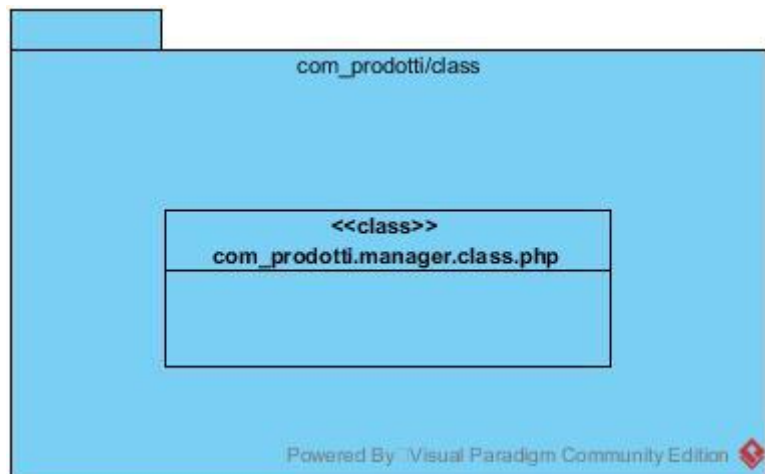 com_prodotti/class
<<class>>
com_prodotti.manager.class.php
Powered By Visual Paradigm Community Edition